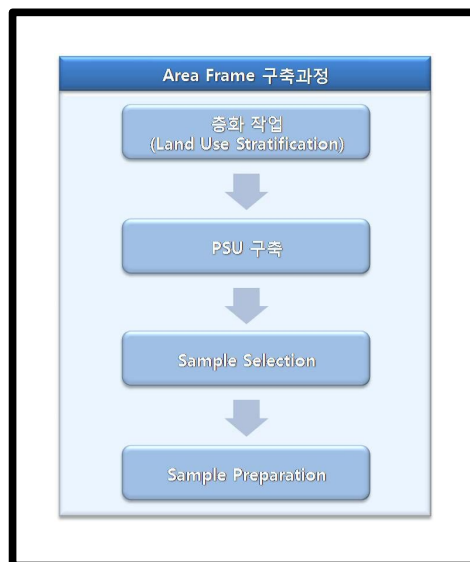 Area Frame 구축과정
층화 작업
(Land Use Stratification)
PSU 구축
Sample Selection
Sample Preparation